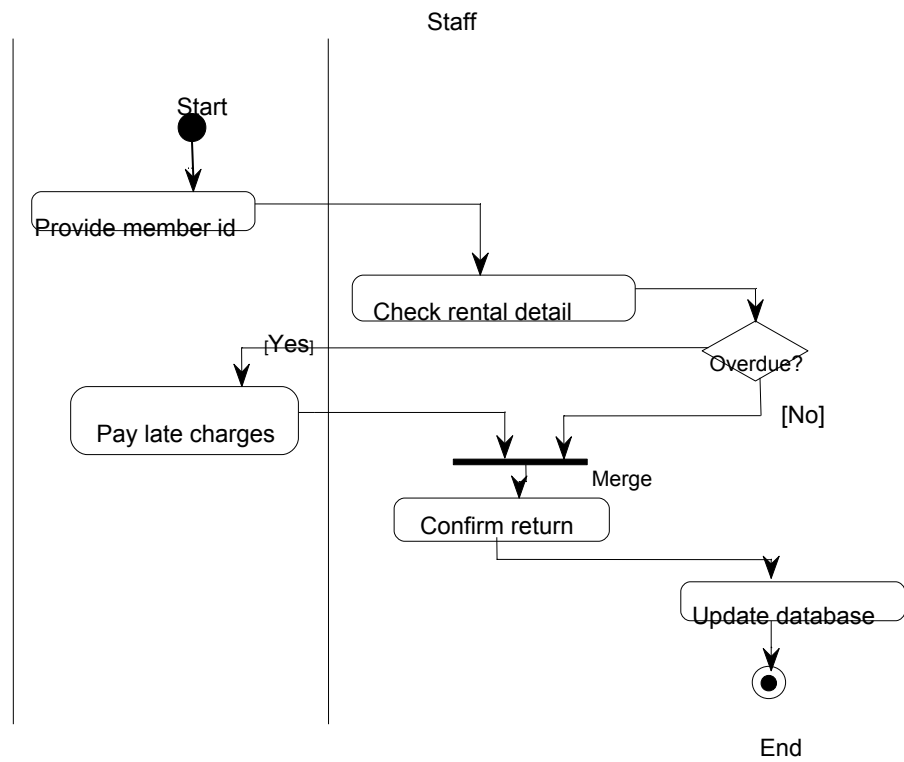 Staff
Start
Provide member id
Check rental detail
[Yes]
Overdue?
Pay late charges
[No]
Merge
Confirm return
Update database
End